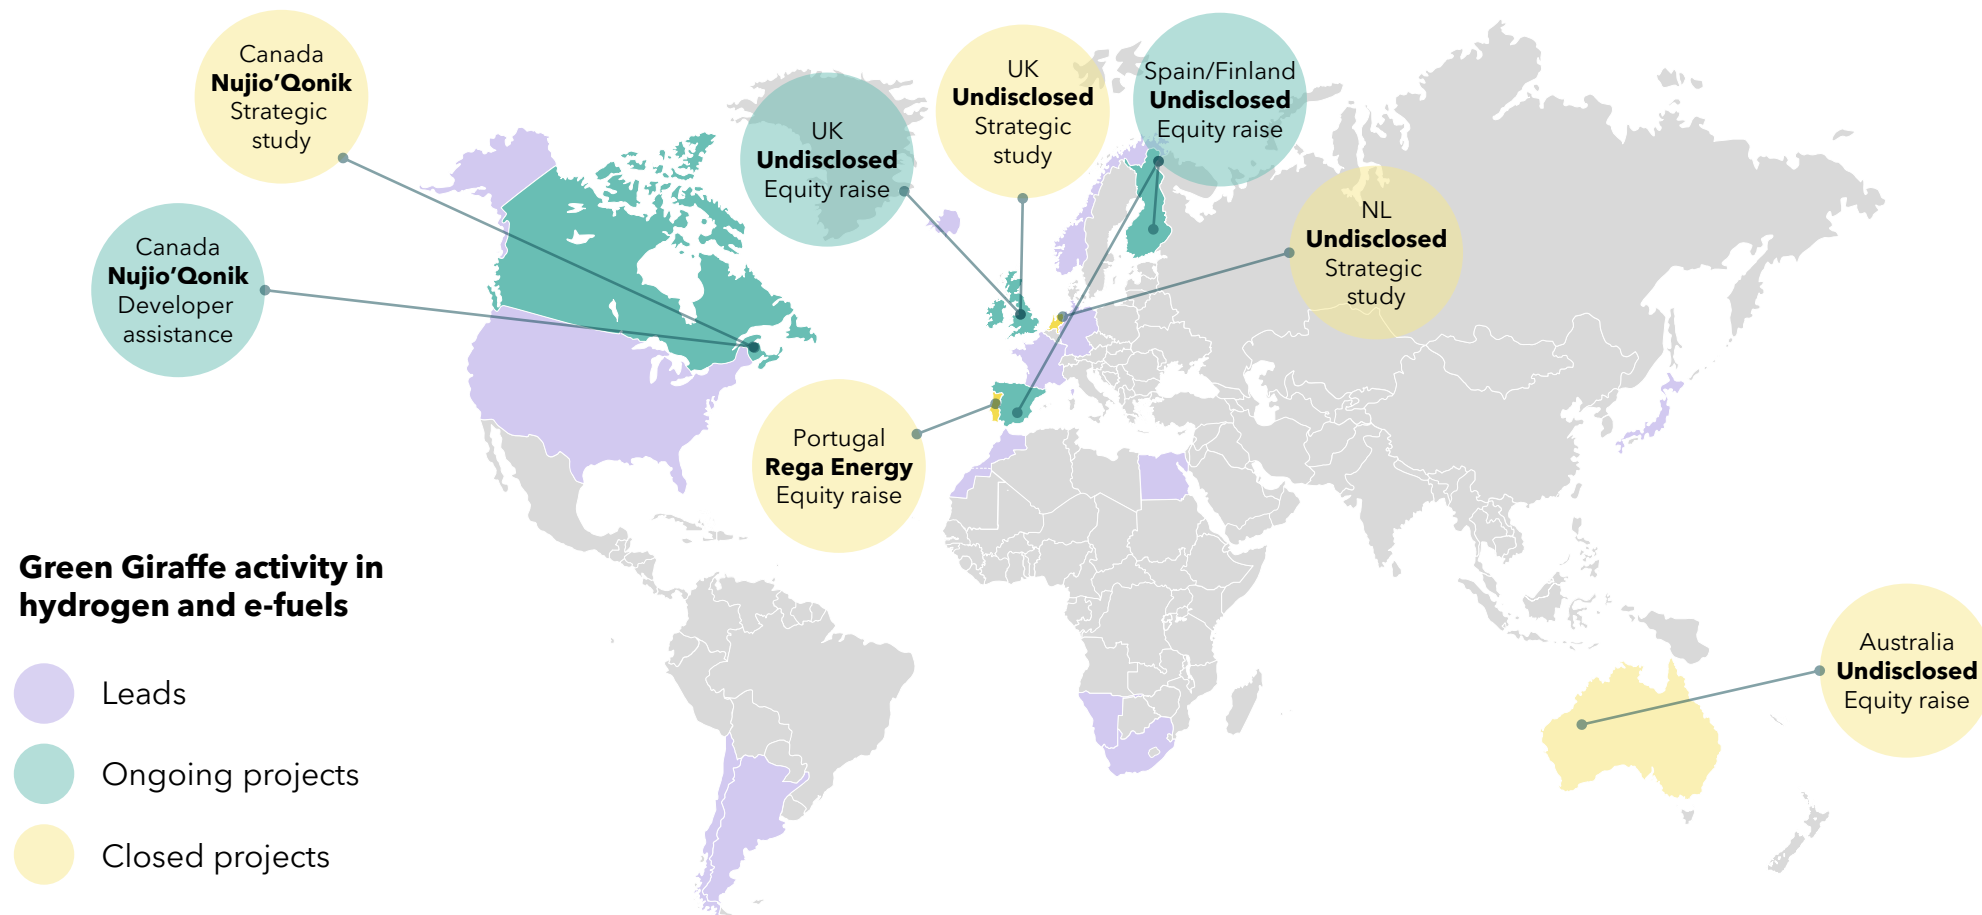 Canada
Nujio’Qonik
Strategic
study
Canada
Nujio’Qonik
Developer
assistance
UK
Undisclosed
Equity raise
UK
Undisclosed
Strategic
study
Spain/Finland
Undisclosed
Equity raise
NL
Undisclosed
Strategic
study
Portugal
Rega Energy
Equity raise
Australia
Undisclosed
Equity raise
Green Giraffe activity in
hydrogen and e-fuels
Leads
Ongoing projects
Closed projects